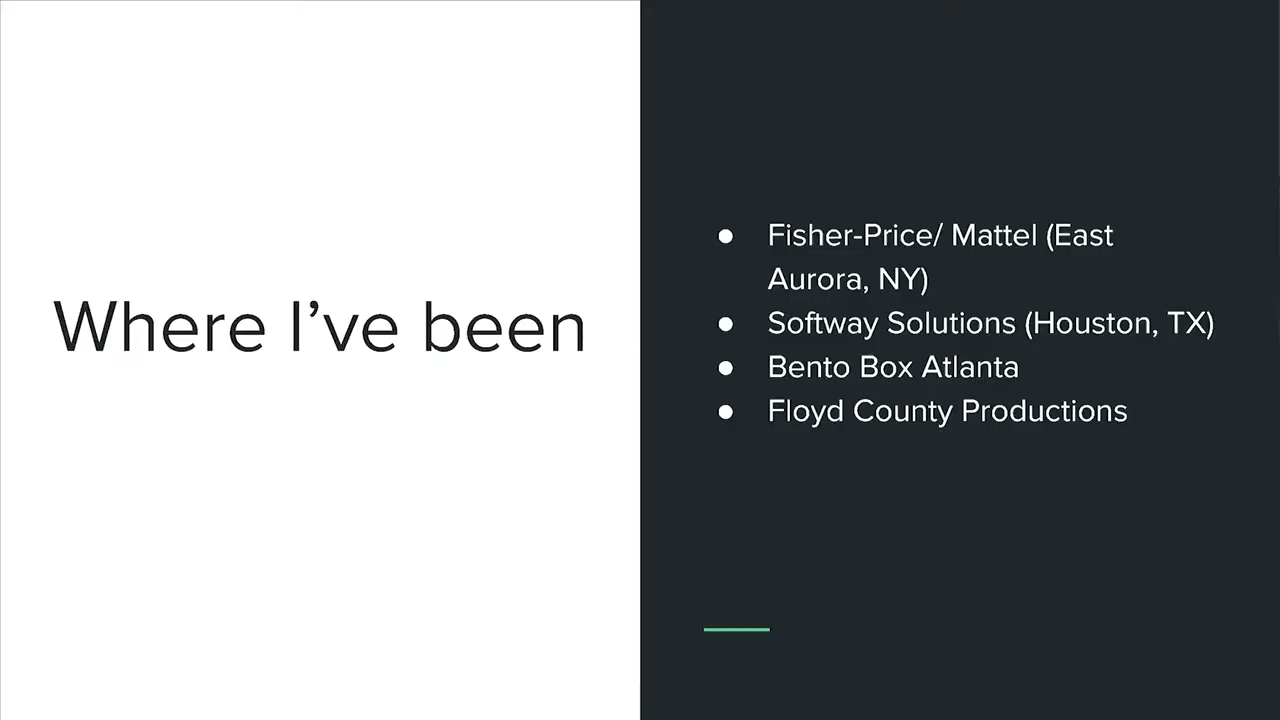 Where I’ve been
● Fisher-Price/ Mattel (East
Aurora, NY)
● Softway Solutions (Houston, TX)
● Bento Box Atlanta
● Floyd County Productions